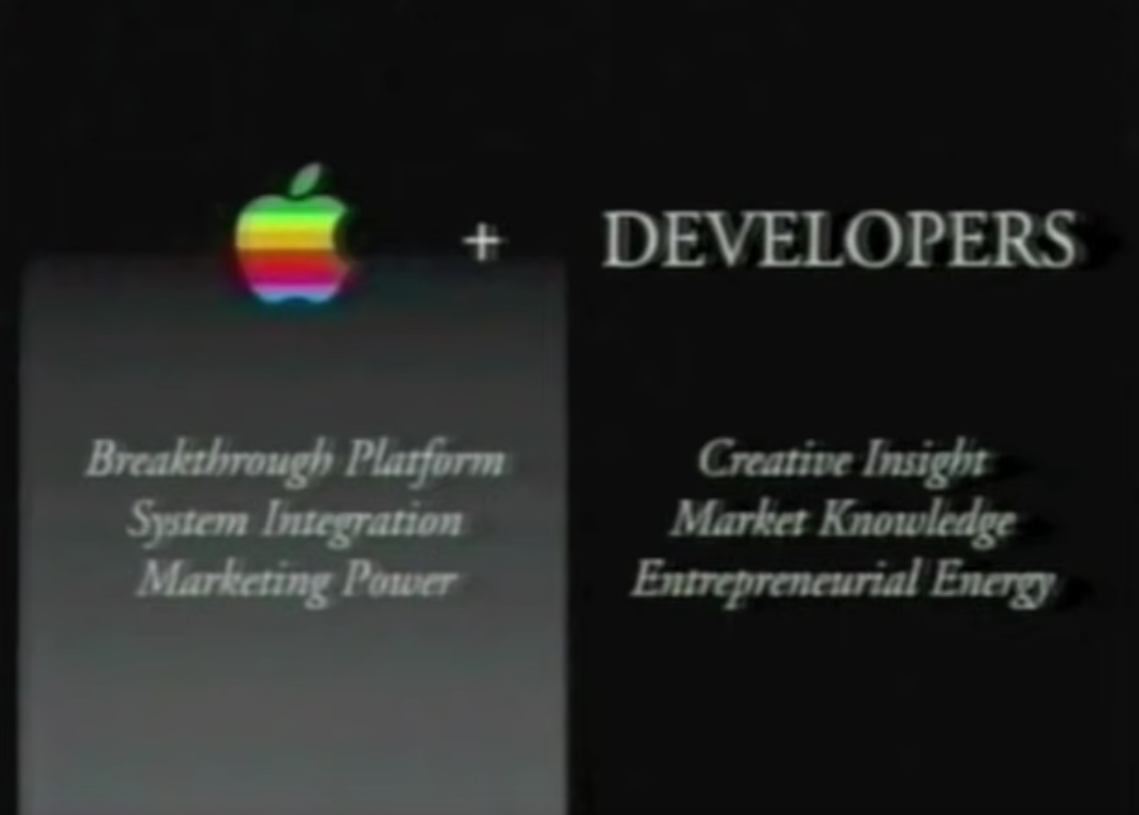 + DEVELOPERS
Breakthrough Platform
System Integration
Marketing Power
Creative Insight
Market Knowledge
Entrepreneurial Energy